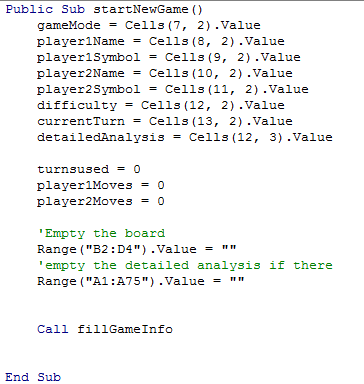 Public Sub startNewGame()
gameMode = Cells(7, 2).Value
player1Name = Cells(8, 2).Value
player1Symbol = Cells(9, 2).Value
player2Name = Cells(10, 2).Value
player2Symbol = Cells(11, 2).Value
difficulty = Cells(12, 2).Value
currentTurn = Cells(13, 2).Value
detailedAnalysis = Cells(12, 3).Value
turnsused = 0
player1Moves = 0
player2Moves = 0
'Empty the board
Range("B2:D4").Value = ""
'empty the detailed analysis if there
Range("A1:A75").Value = ""
Call fillGameInfo
End Sub